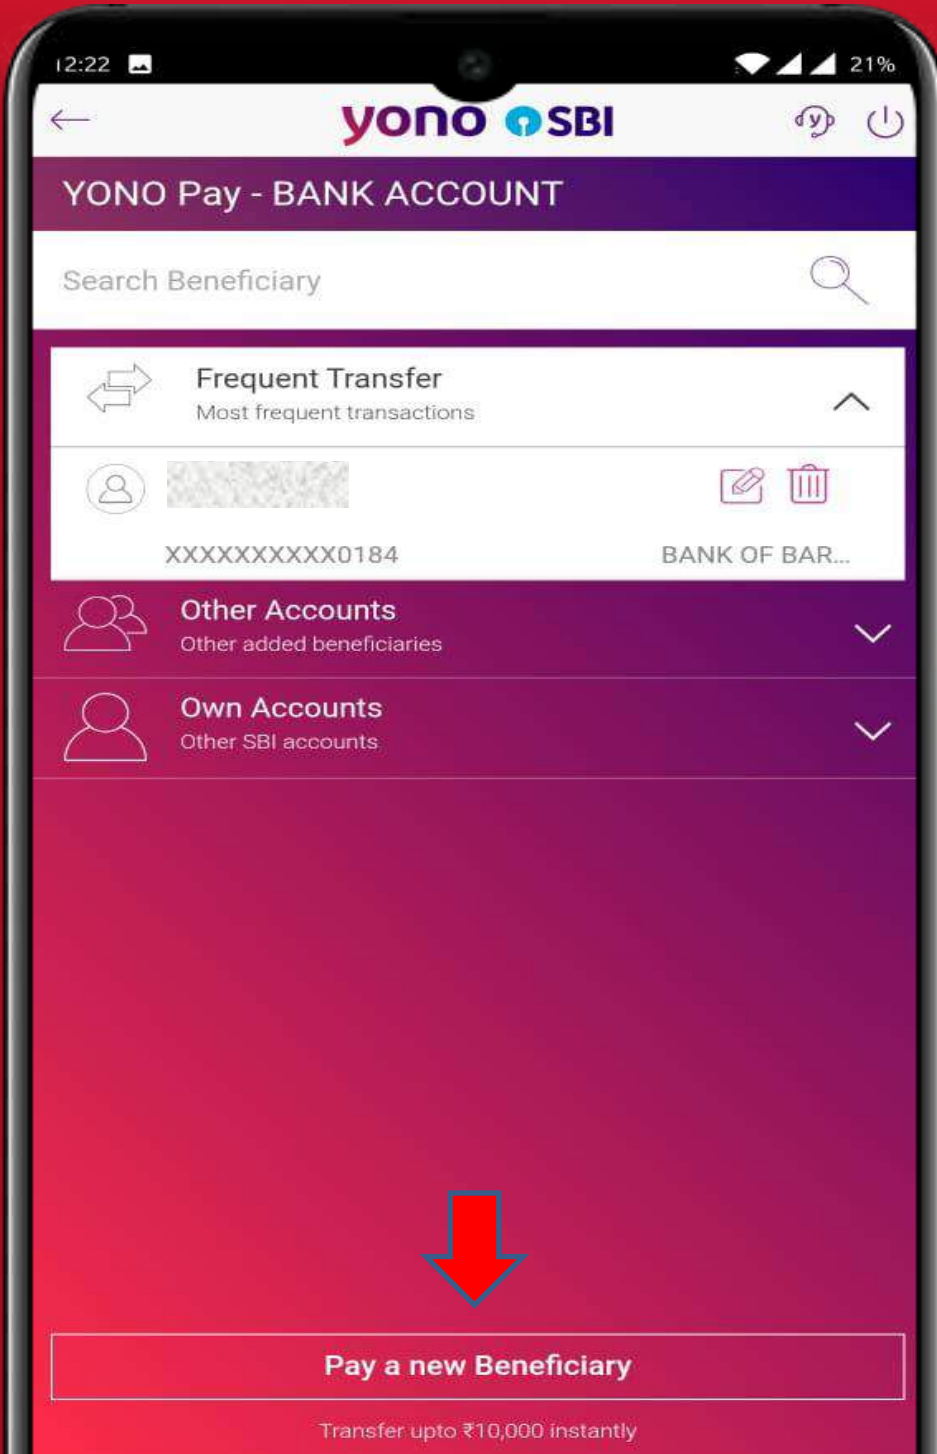 12:22
21%
yono SBI
YONO Pay - BANK ACCOUNT
Search Beneficiary
Frequent Transfer
Most frequent transactions
XXXXXXXXXX0184
BANK OF BAR...
Other Accounts
Other added beneficiaries
Own Accounts
Other SBI accounts
Pay a new Beneficiary
Transfer upto ₹10,000 instantly